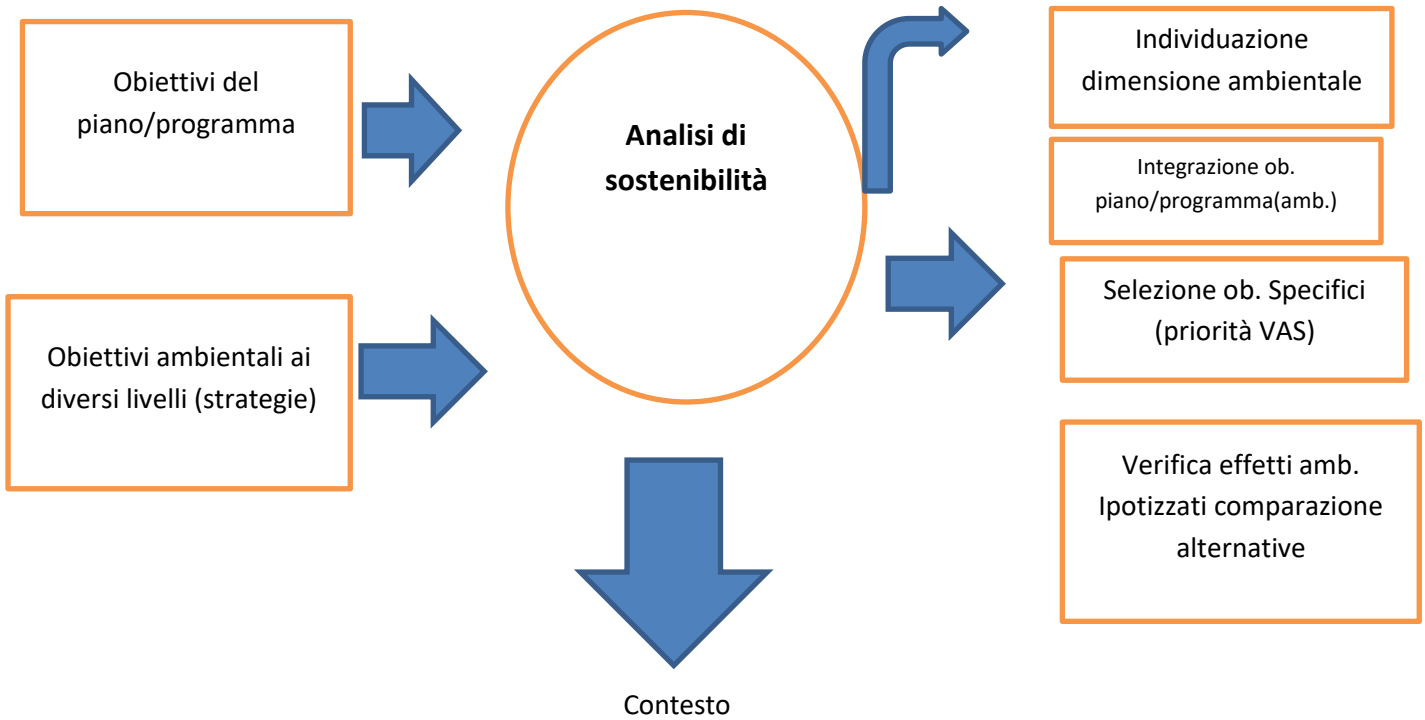 Obiettivi del
piano/programma
Obiettivi ambientali ai
diversi livelli (strategie)
Analisi di
sostenibilità
Contesto
Individuazione
dimensione ambientale
Integrazione ob.
piano/programma(amb.)
Selezione ob. Specifici
(priorità VAS)
Verifica effetti amb.
Ipotizzati comparazione
alternative